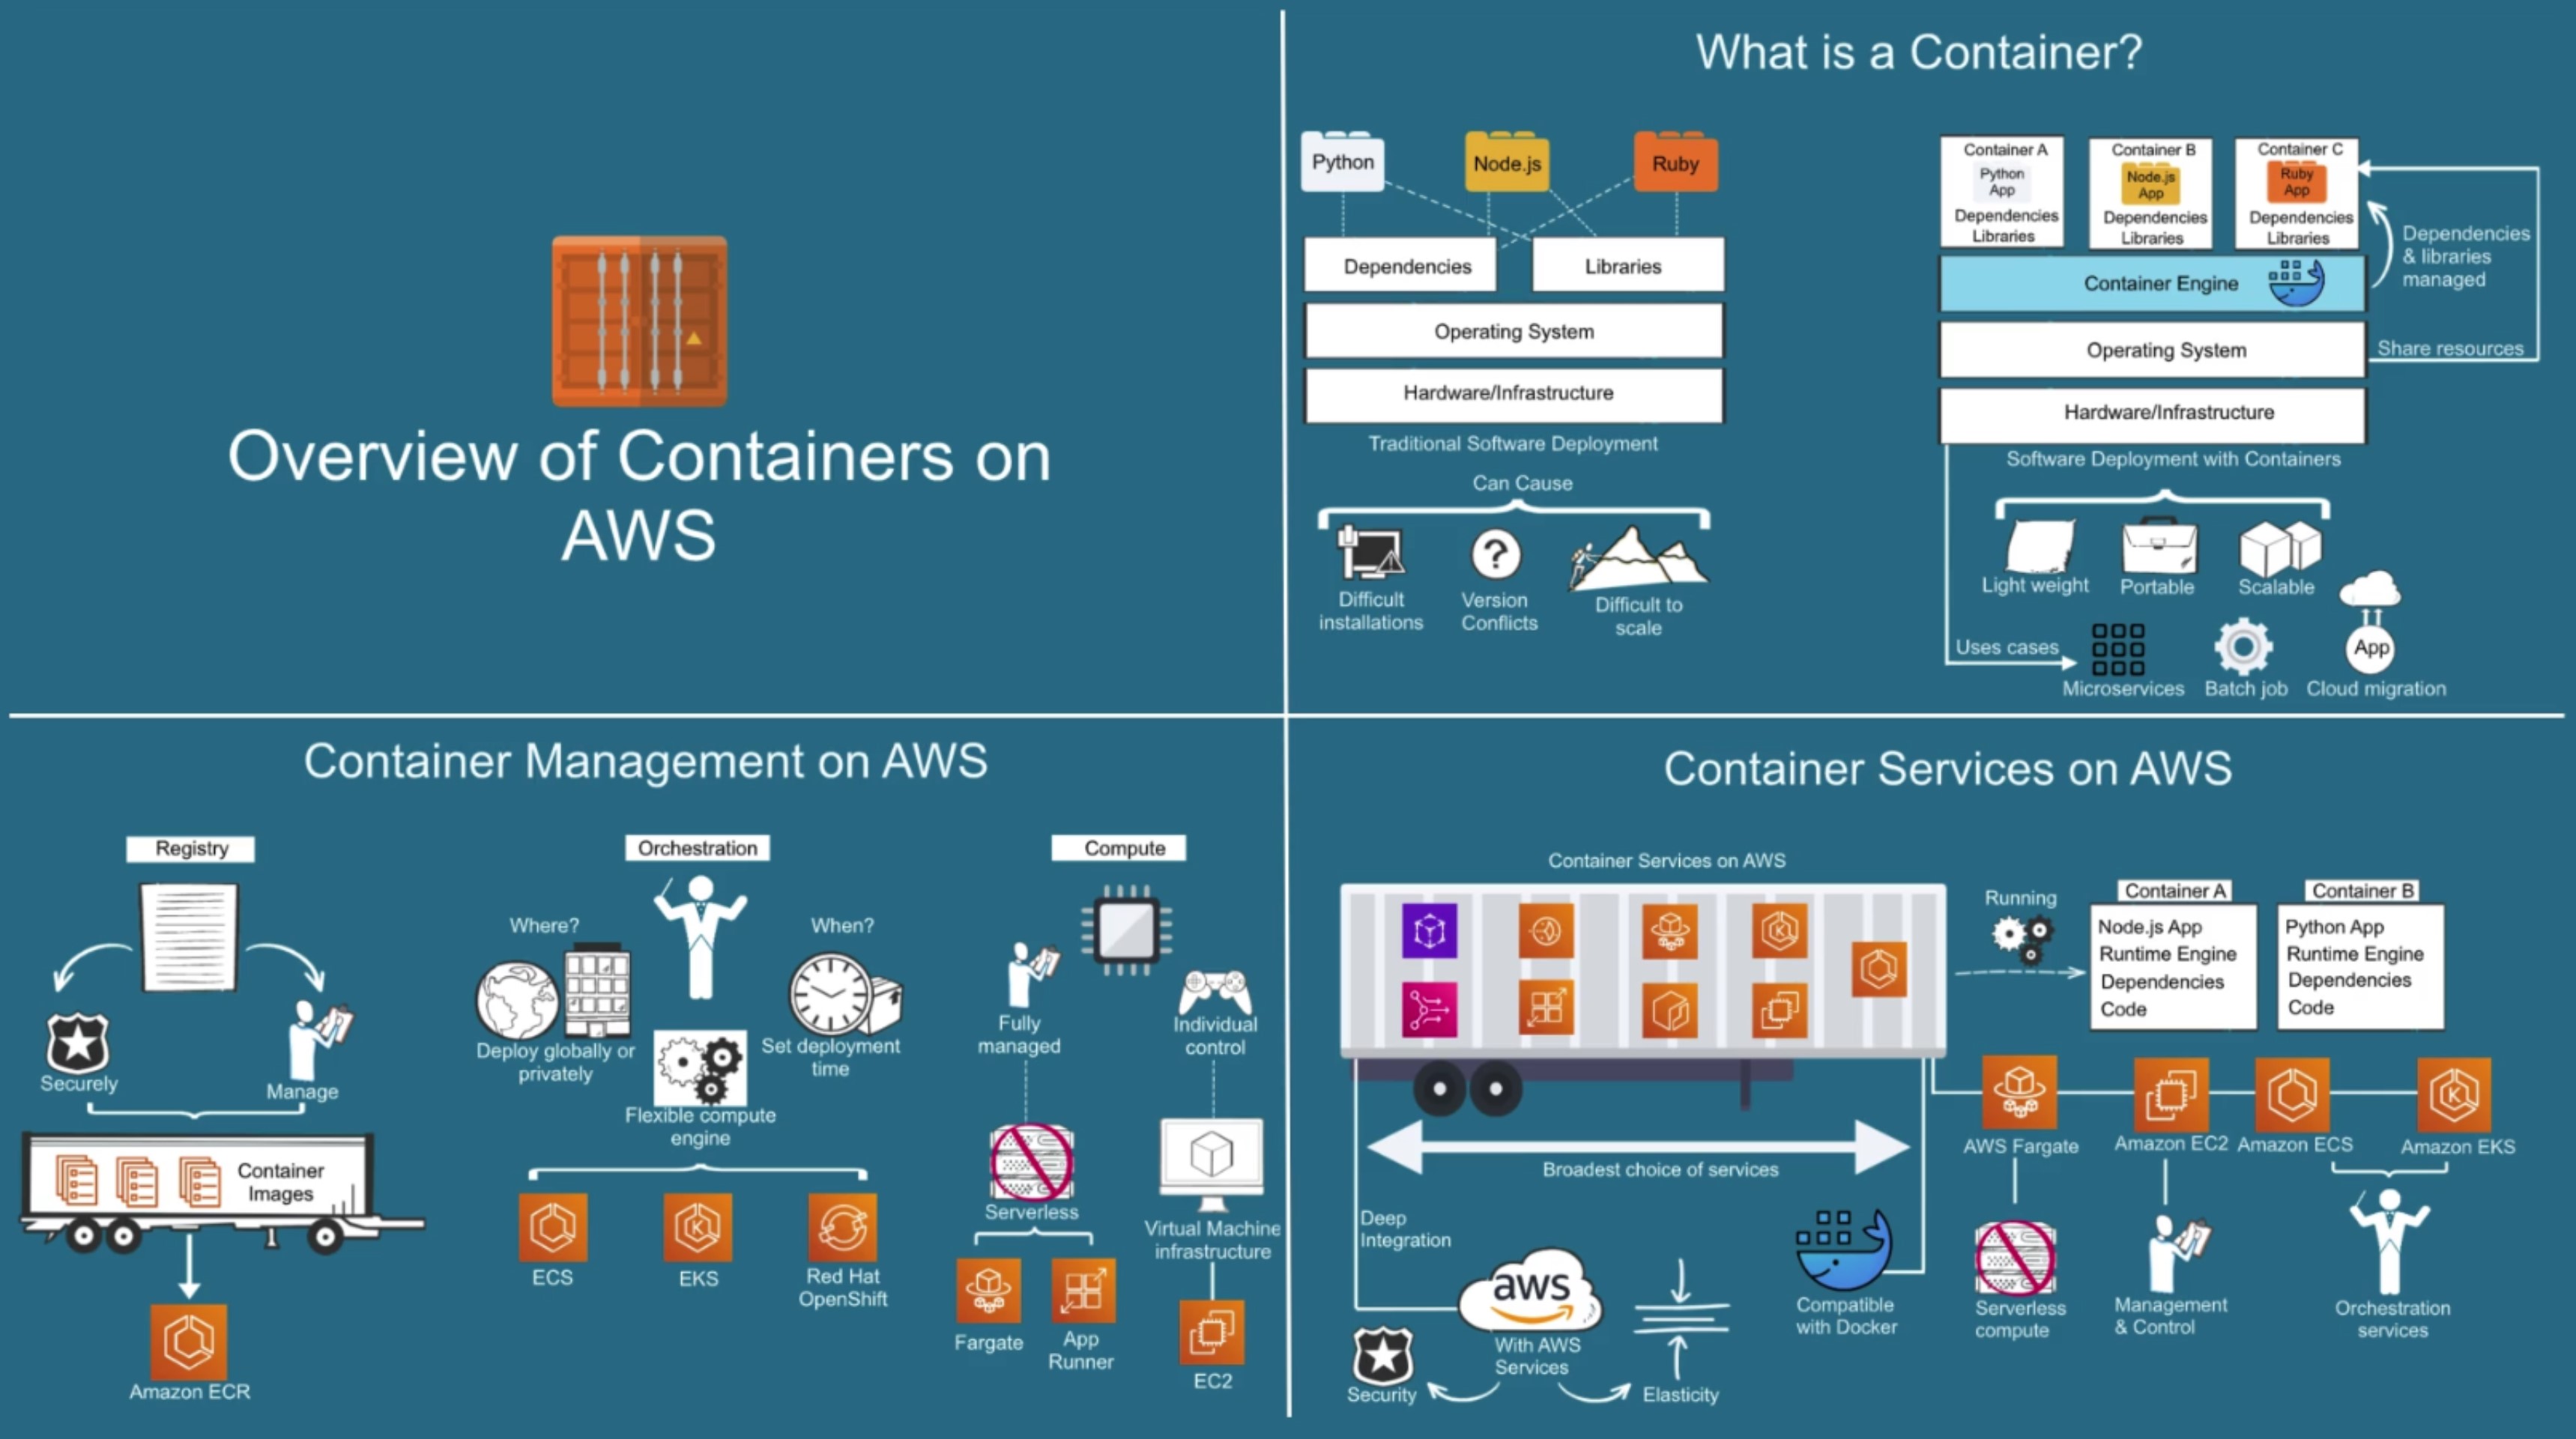 Overview of Containers on
AWS
What is a Container?
Python
Node.js
Ruby
Dependencies
Libraries
Operating System
Hardware/Infrastructure
Traditional Software Deployment
Can Cause
Difficult
installations
Version
Conflicts
Difficult to
scale
Container A
Python
App
Dependencies
Libraries
Container B
Node.js
App
Dependencies
Libraries
Container C
Ruby
App
Dependencies
Libraries
Dependencies
& libraries
managed
Container Engine
Operating System
Share resources
Hardware/Infrastructure
Software Deployment with Containers
Light weight
Portable
Scalable
Uses cases
Microservices
Batch job
App
Cloud migration
Container Management on AWS
Registry
Securely
Manage
Container
Images
Amazon ECR
Orchestration
Where?
Deploy globally or
privately
When?
Set deployment
time
Flexible compute
engine
ECS
EKS
Red Hat
OpenShift
Compute
Fully
managed
Individual
control
Serverless
Virtual Machine
infrastructure
Fargate
App
Runner
EC2
Container Services on AWS
Container Services on AWS
Running
Container A
Node.js App
Runtime Engine
Dependencies
Code
Container B
Python App
Runtime Engine
Dependencies
Code
Broadest choice of services
AWS Fargate
Amazon EC2
Amazon ECS
Amazon EKS
Deep
Integration
aws
With AWS
Services
Security
Elasticity
Compatible
with Docker
Serverless
compute
Management
& Control
Orchestration
services